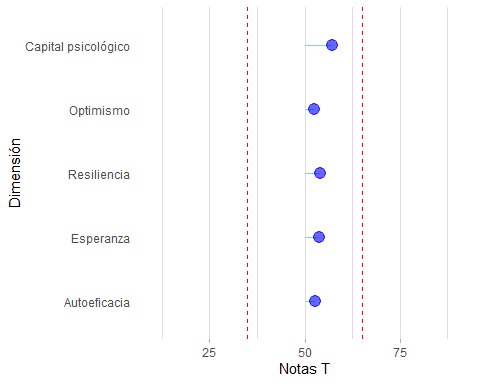 Capital psicológico
Optimismo
Resiliencia
Esperanza
Autoeficacia
Dimensión
25 50 75
Notas T